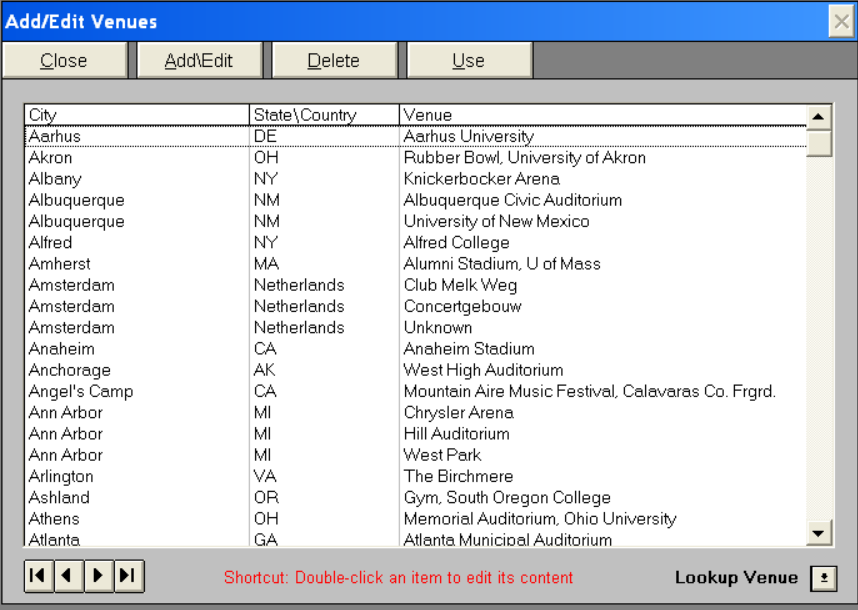 Add/Edit Venues
Close Add\Edit Delete Use
City State\Country Venue
Aarhus DE Aarhus University
Akron OH Rubber Bowl, University of Akron
Albany NY Knickerbocker Arena
Albuquerque NM Albuquerque Civic Auditorium
Albuquerque NM University of New Mexico
Alfred NY Alfred College
Amherst MA Alumni Stadium, U of Mass
Amsterdam Netherlands Club Melk Weg
Amsterdam Netherlands Concertgebouw
Amsterdam Netherlands Unknown
Anaheim CA Anaheim Stadium
Anchorage AK West High Auditorium
Angel's Camp CA Mountain Aire Music Festival, Calavaras Co. Frgrd.
Ann Arbor MI Chrysler Arena
Ann Arbor MI Hill Auditorium
Ann Arbor MI West Park
Arlington VA The Birchmere
Ashland OR Gym, South Oregon College
Athens OH Memorial Auditorium, Ohio University
Atlanta GA Atlanta Municipal Auditorium
Shortcut: Double-click an item to edit its content Lookup Venue